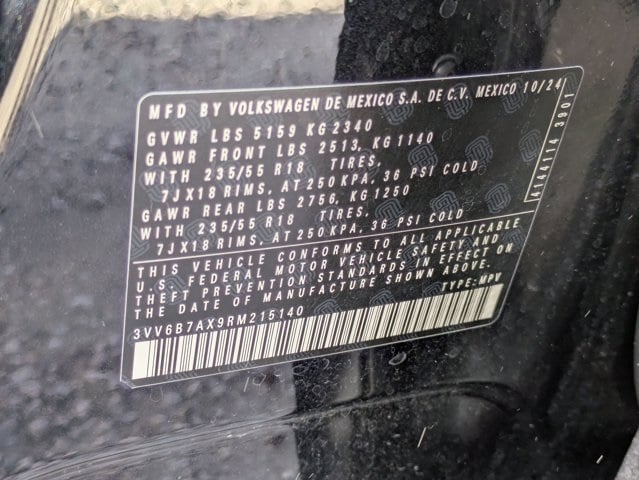 MFD BY VOLKSWAGEN DE MEXICO S.A. DE C.V. MEXICO 10/24
GVWR LBS 5159 KG 2340
GAWR FRONT LBS 2513, KG 1140
WITH 235/55 R18 TIRES,
7JX18 RIMS, AT 250 KPA, 36 PSI COLD
GAWR REAR LBS 2756, KG 1250
WITH 235/55 R18 TIRES,
7JX18 RIMS, AT 250 KPA, 36 PSI COLD
THIS VEHICLE CONFORMS TO ALL APPLICABLE
U.S. FEDERAL MOTOR VEHICLE SAFETY AND
THEFT PREVENTION STANDARDS IN EFFECT ON
THE DATE OF MANUFACTURE SHOWN ABOVE.
TYPE: MPV
3VV6B7AX9RM215140
4144114 3901